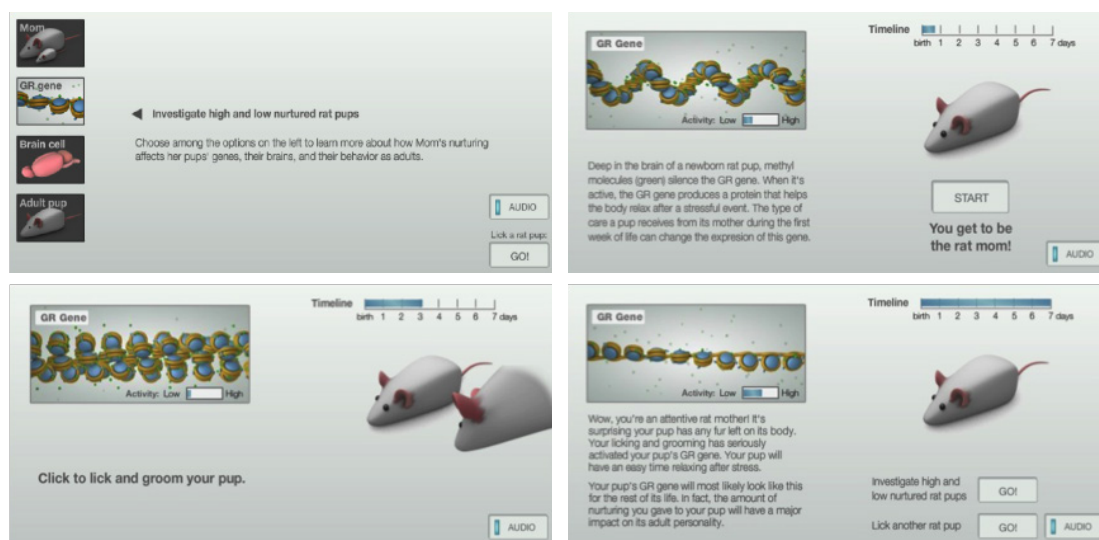 Mom
GR gene
Brain cell
Adult pup
Investigate high and low nurtured rat pups
Choose among the options on the left to learn more about how Mom's nurturing
affects her pups' genes, their brains, and their behavior as adults.
AUDIO
Lick a rat pup:
GO!
GR Gene
Activity: Low High
Deep in the brain of a newborn rat pup, methyl
molecules (green) silence the GR gene. When it's
active, the GR gene produces a protein that helps
the body relax after a stressful event. The type of
care a pup receives from its mother during the first
week of life can change the expresion of this gene.
Timeline
birth 1 2 3 4 5 6 7 days
START
You get to be
the rat mom!
AUDIO
GR Gene
Activity: Low High
Timeline
birth 1 2 3 4 5 6 7 days
Click to lick and groom your pup.
AUDIO
GR Gene
Activity: Low High
Timeline
birth 1 2 3 4 5 6 7 days
Wow, you're an attentive rat mother! It's
surprising your pup has any fur left on its body.
Your licking and grooming has seriously
activated your pup's GR gene. Your pup will
have an easy time relaxing after stress.
Your pup's GR gene will most likely look like this
for the rest of its life. In fact, the amount of
nurturing you gave to your pup will have a major
impact on its adult personality.
Investigate high and
low nurtured rat pups
GO!
Lick another rat pup
GO!
AUDIO